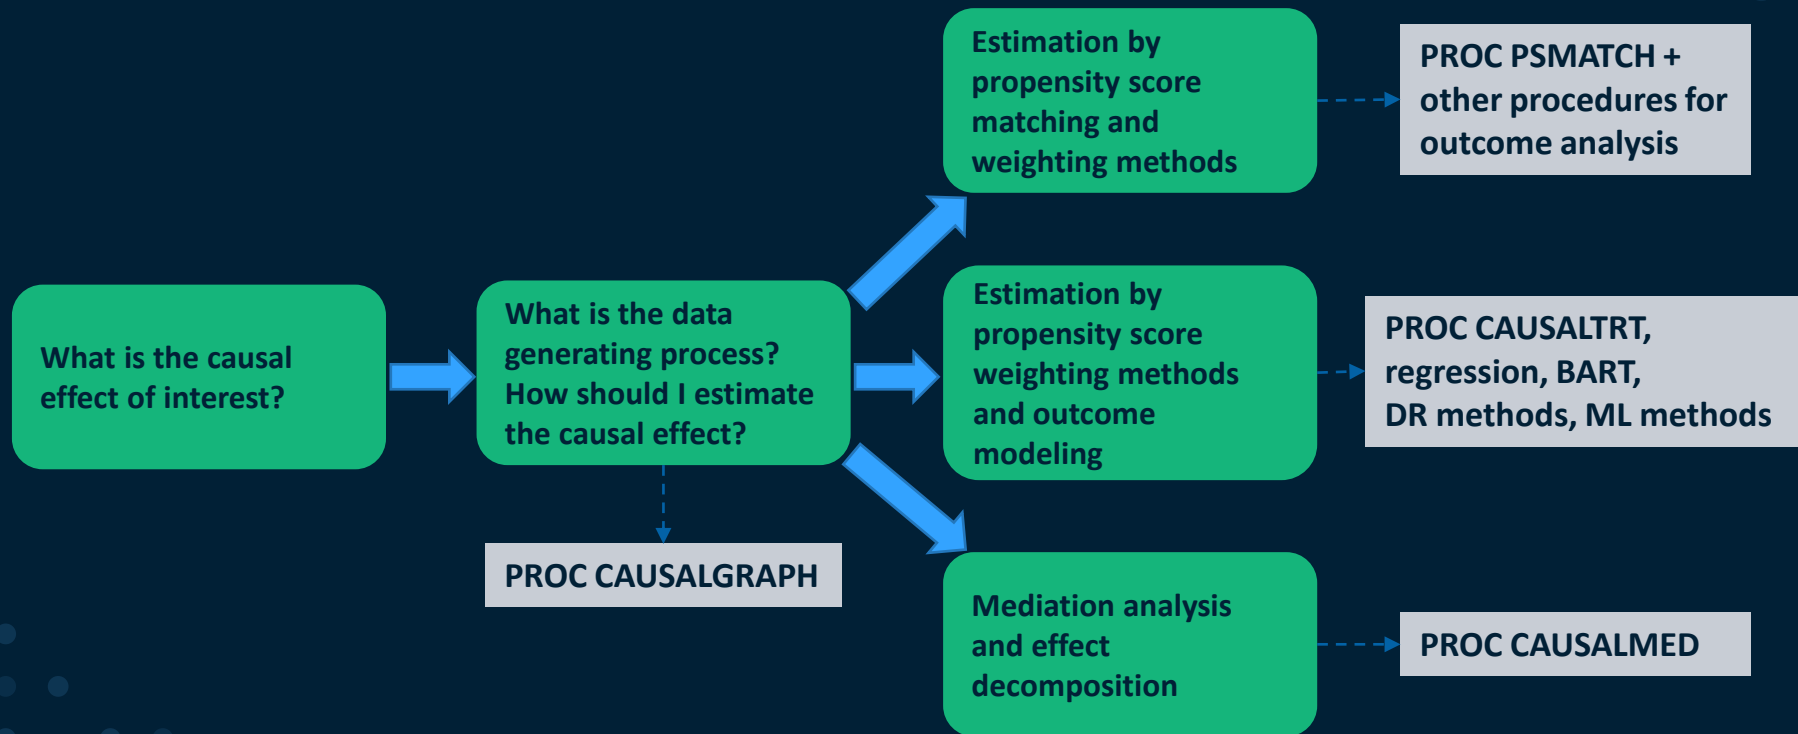 What is the causal
effect of interest?
What is the data
generating process?
How should I estimate
the causal effect?
PROC CAUSALGRAPH
Estimation by
propensity score
matching and
weighting methods
PROC PSMATCH +
other procedures for
outcome analysis
Estimation by
propensity score
weighting methods
and outcome
modeling
PROC CAUSALTRT,
regression, BART,
DR methods, ML methods
Mediation analysis
and effect
decomposition
PROC CAUSALMED